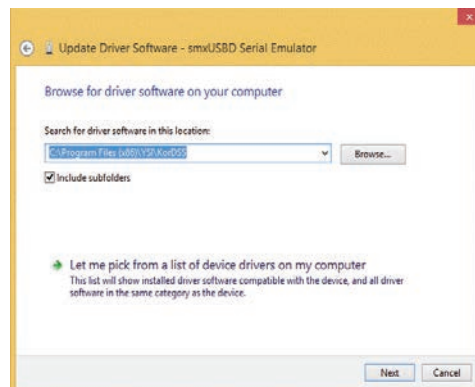 Update Driver Software - smxUSBD Serial Emulator
Browse for driver software on your computer
Search for driver software in this location:
C:\Program Files (x86)\YSI\KorDSS
Browse...
Include subfolders
Let me pick from a list of device drivers on my computer
This list will show installed driver software compatible with the device, and all driver
software in the same category as the device.
Next Cancel